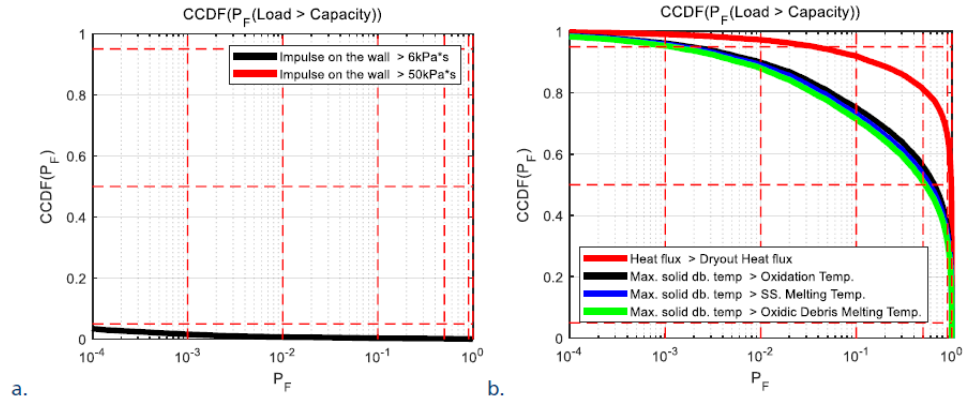 CCDF(P_F(Load > Capacity))
1
0.8
0.6
0.4
0.2
0
CCDF(P_F)
Impulse on the wall > 6kPa*s
Impulse on the wall > 50kPa*s
10^-4
10^-3
10^-2
10^-1
10^0
P_F
a.
CCDF(P_F(Load > Capacity))
1
0.8
0.6
0.4
0.2
0
CCDF(P_F)
Heat flux > Dryout Heat flux
Max. solid db. temp > Oxidation Temp.
Max. solid db. temp > SS. Melting Temp.
Max. solid db. temp > Oxidic Debris Melting Temp.
10^-4
10^-3
10^-2
10^-1
10^0
P_F
b.